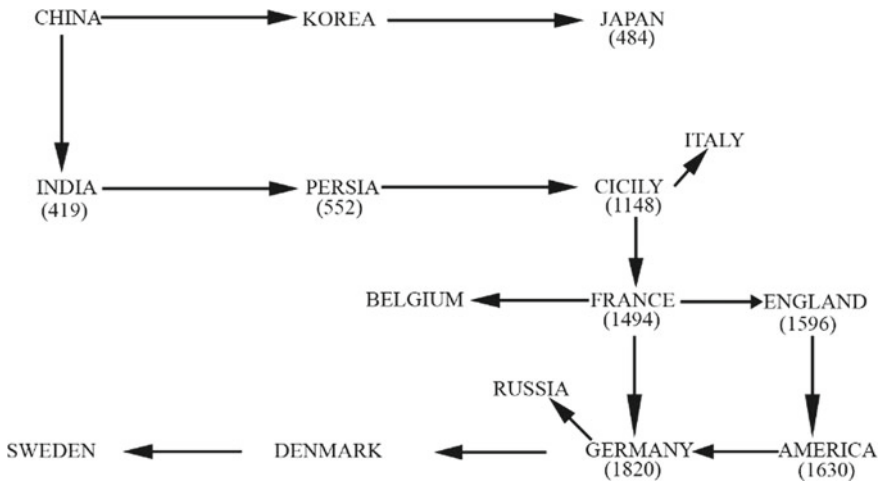 CHINA KOREA JAPAN
(484)
ITALY
INDIA PERSIA CICILY
(419) (552) (1148)
BELGIUM FRANCE ENGLAND
(1494) (1596)
RUSSIA
SWEDEN DENMARK GERMANY AMERICA
(1820) (1630)